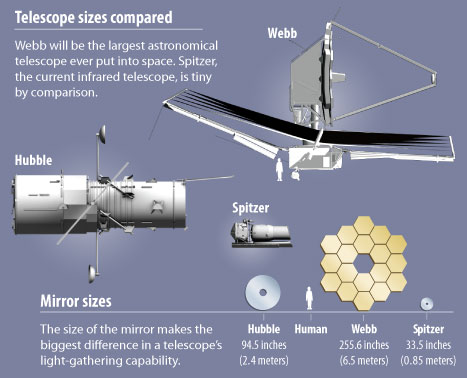 Telescope sizes compared
Webb will be the largest astronomical
telescope ever put into space. Spitzer,
the current infrared telescope, is tiny
by comparison.
Webb
Hubble
Spitzer
Mirror sizes
The size of the mirror makes the
biggest difference in a telescope's
light-gathering capability.
Hubble
94.5 inches
(2.4 meters)
Human
Webb
255.6 inches
(6.5 meters)
Spitzer
33.5 inches
(0.85 meters)